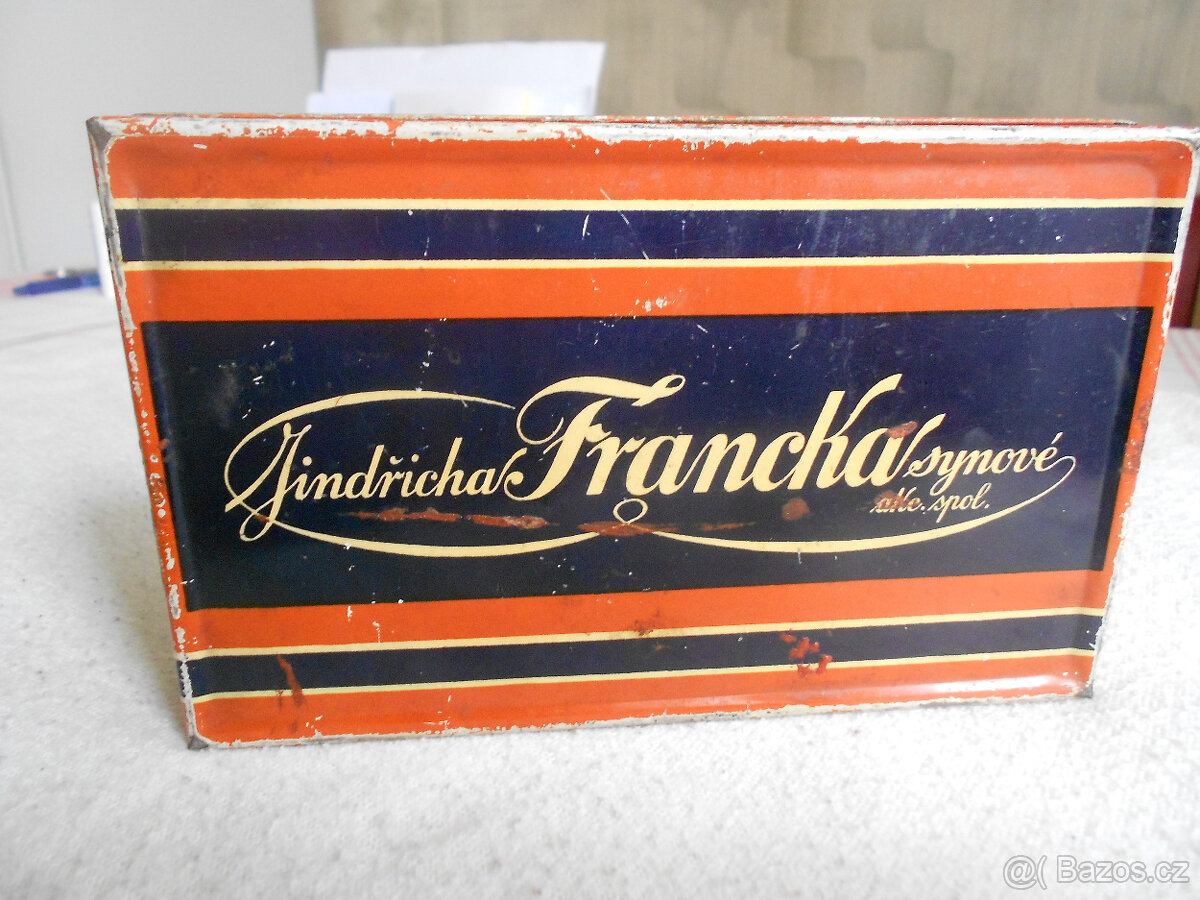 Jindřicha Francka synové
akc. spol.
@( Bazos.cz